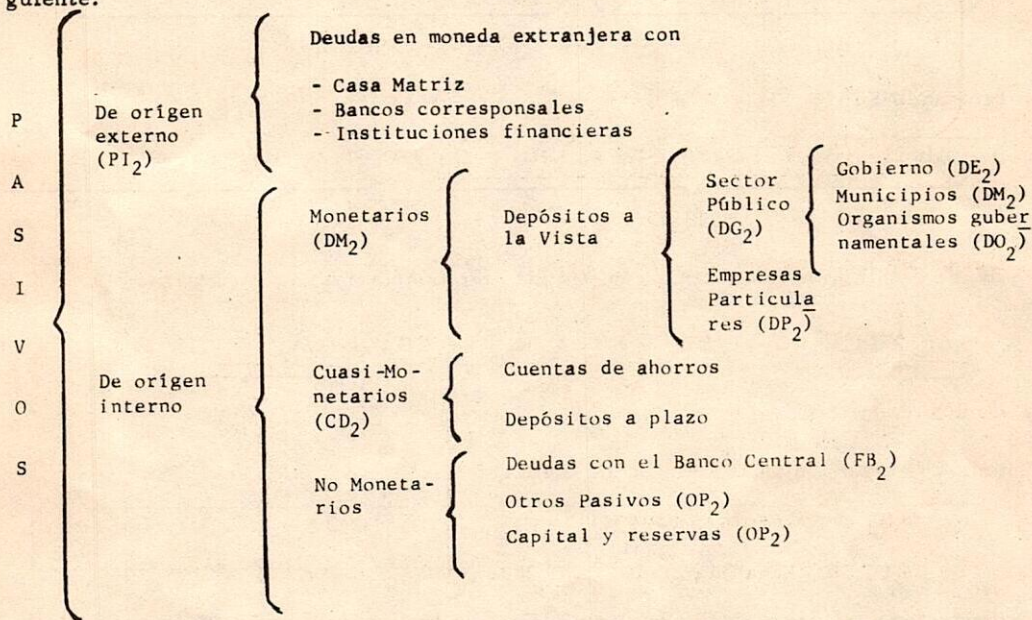 guiente:
PASIVOS
De origen
externo
(PI₂)
Deudas en moneda extranjera con
- Casa Matriz
- Bancos corresponsales
- Instituciones financieras
De orígen
interno
Monetarios
(DM₂)
Depósitos a
la Vista
Sector
Público
(DG₂)
Gobierno (DE₂)
Municipios (DM₂)
Organismos guber
namentales (DO₂)
Empresas
Particula
res (DP₂)
Cuasi-Mo-
netarios
(CD₂)
Cuentas de ahorros
Depósitos a plazo
No Moneta-
rios
Deudas con el Banco Central (FB₂)
Otros Pasivos (OP₂)
Capital y reservas (OP₂)